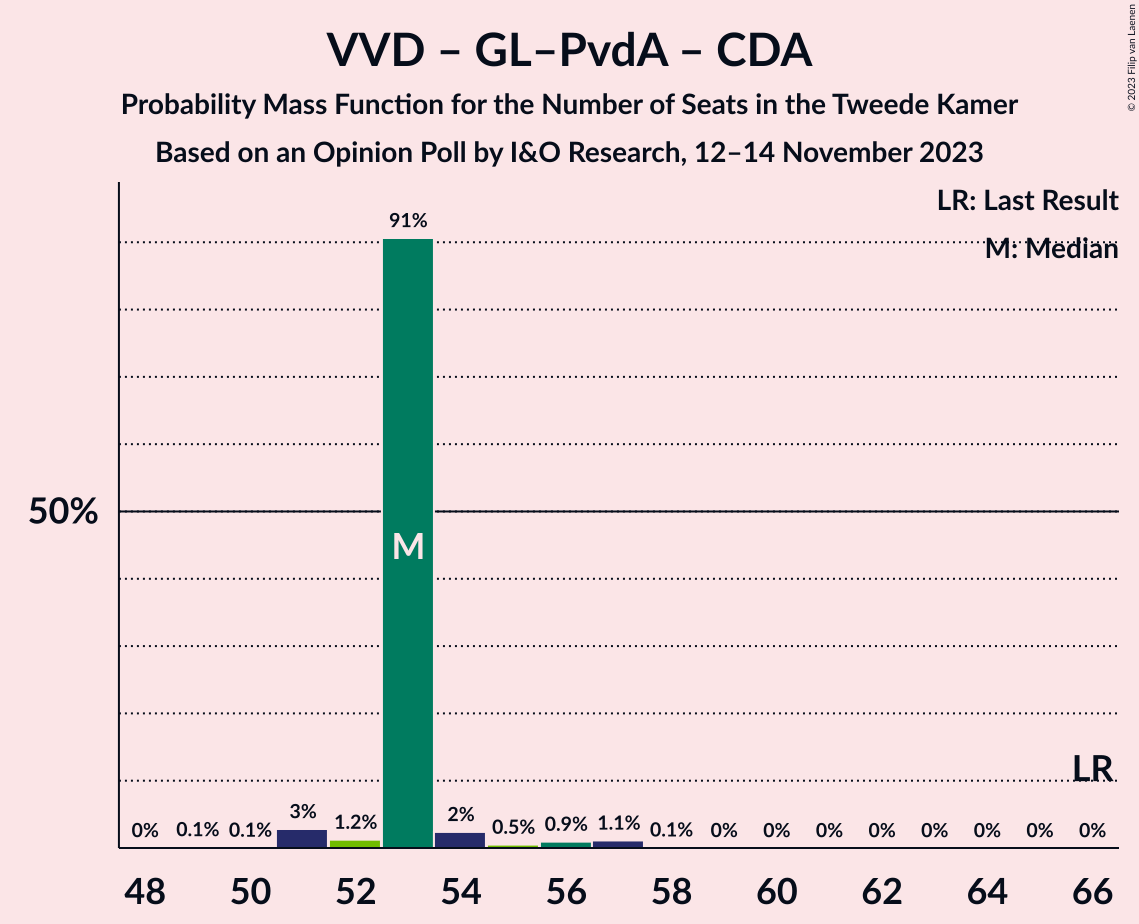 VVD – GL–PvdA – CDA
Probability Mass Function for the Number of Seats in the Tweede Kamer
Based on an Opinion Poll by I&O Research, 12–14 November 2023
© 2023 Filip van Laenen
LR: Last Result
M: Median
91%
50%
M
LR
0% 0.1% 0.1% 3% 1.2% 2% 0.5% 0.9% 1.1% 0.1% 0% 0% 0% 0% 0% 0% 0% 0%
48 50 52 54 56 58 60 62 64 66